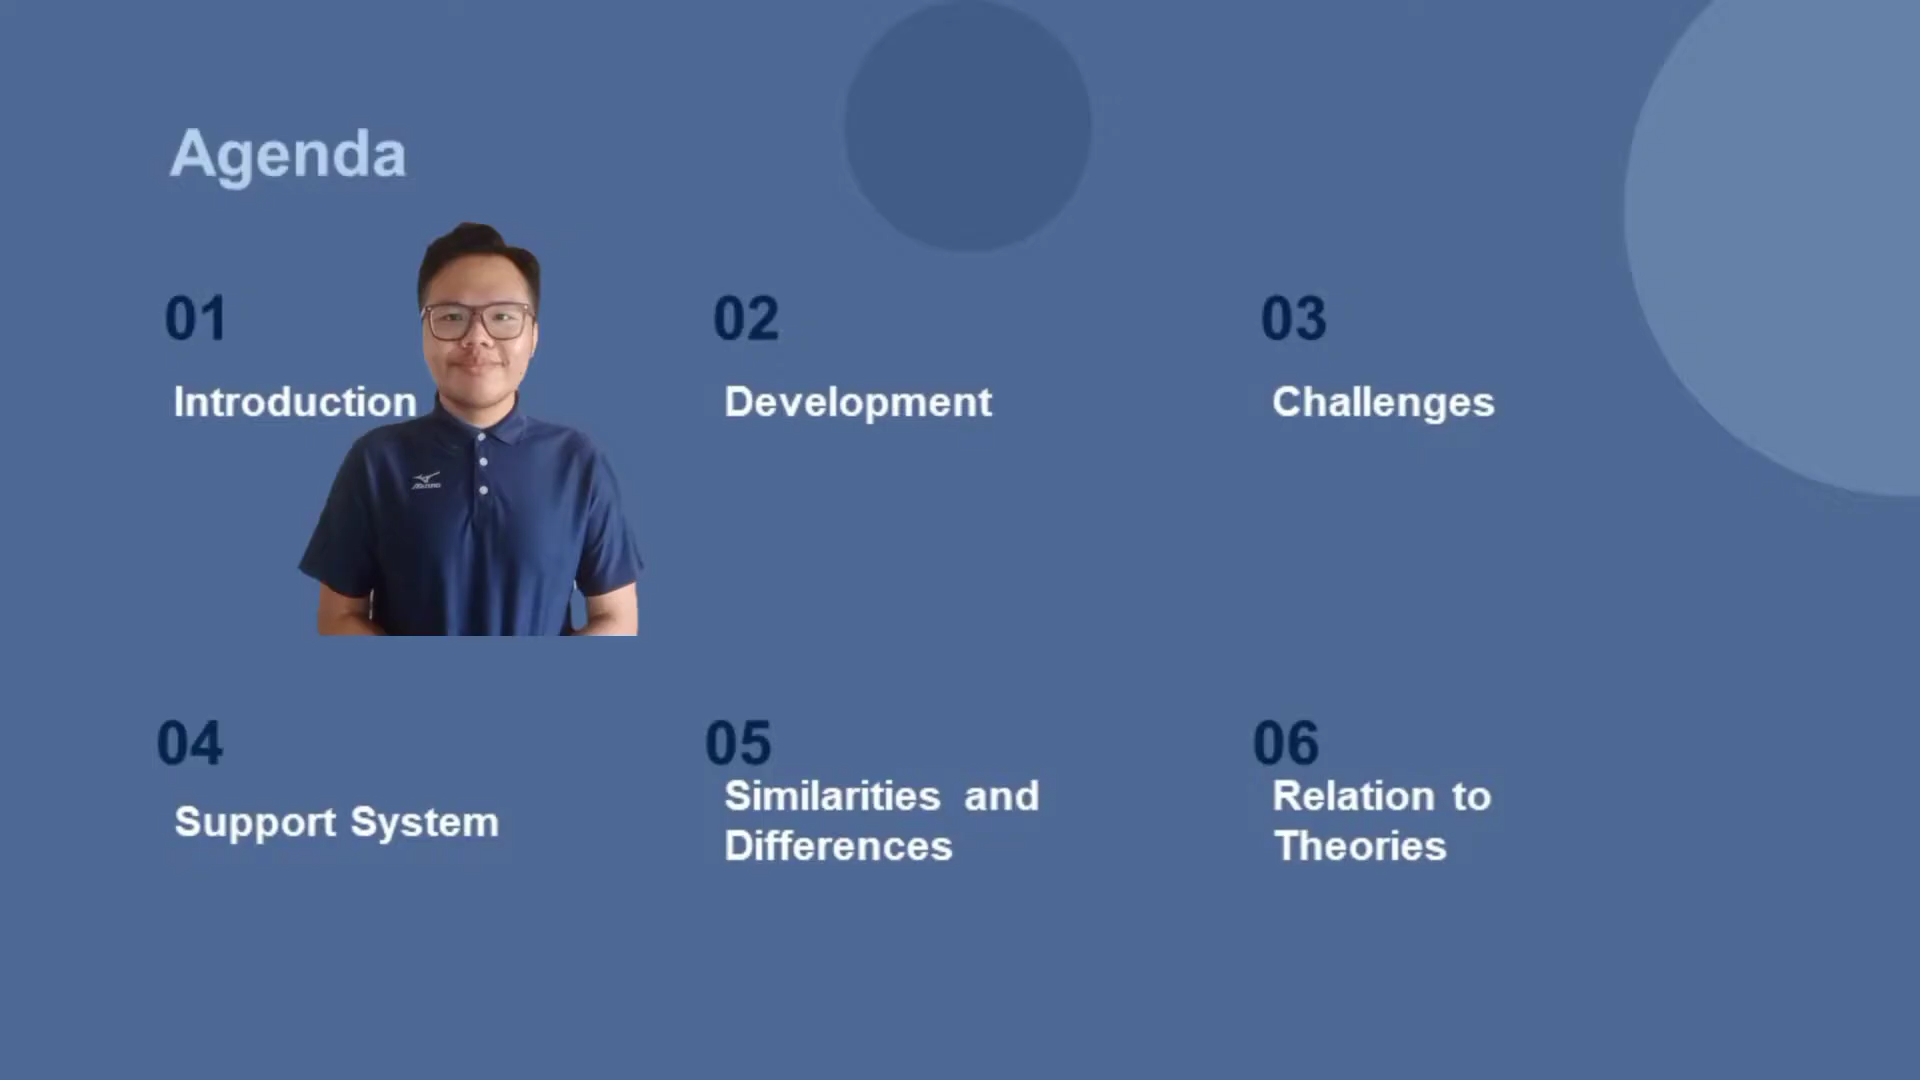 Agenda
01
Introduction
02
Development
03
Challenges
04
Support System
05
Similarities and
Differences
06
Relation to
Theories